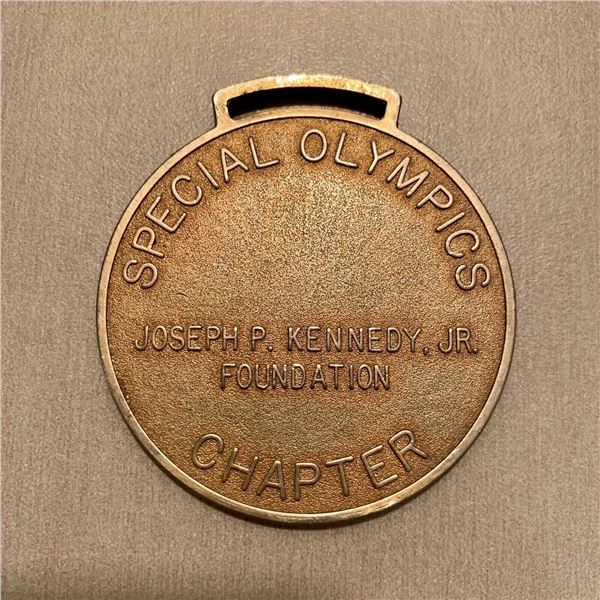 SPECIAL OLYMPICS
JOSEPH P. KENNEDY, JR.
FOUNDATION
CHAPTER